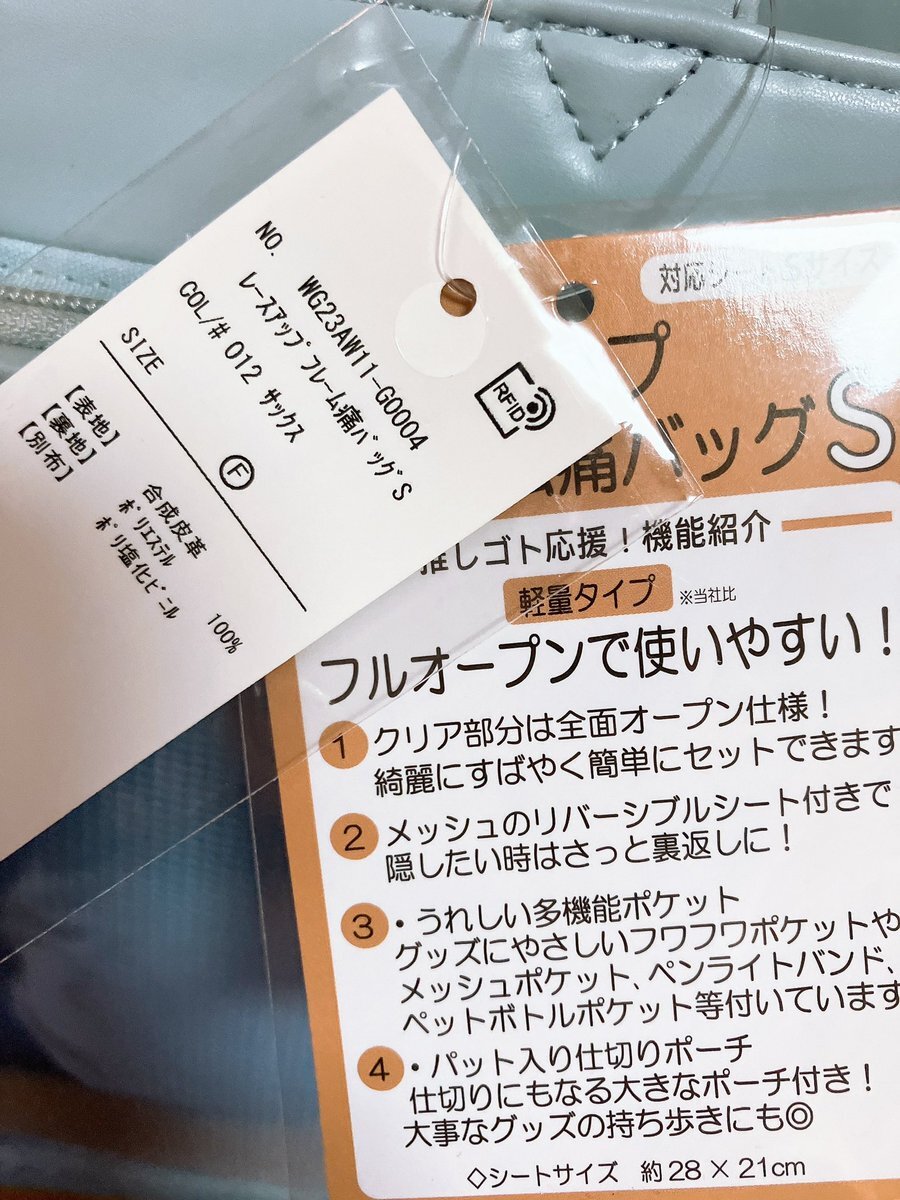 NO. WG23AW11-G0004
レースアップフレーム痛バッグS
COL/# 012 サックス
SIZE F
【表地】 合成皮革
【裏地】 ポリエステル 100%
【別布】 ポリ塩化ビニル
RFID
対応シートSサイズ
プ
痛バッグS
推しゴト応援！機能紹介
軽量タイプ ※当社比
フルオープンで使いやすい！
1 クリア部分は全面オープン仕様！
綺麗にすばやく簡単にセットできます
2 メッシュのリバーシブルシート付きで
隠したい時はさっと裏返しに！
3 ・うれしい多機能ポケット
グッズにやさしいフワフワポケットや
メッシュポケット、ペンライトバンド、
ペットボトルポケット等付いています
4 ・パット入り仕切りポーチ
仕切りにもなる大きなポーチ付き！
大事なグッズの持ち歩きにも◎
◇シートサイズ 約28×21cm